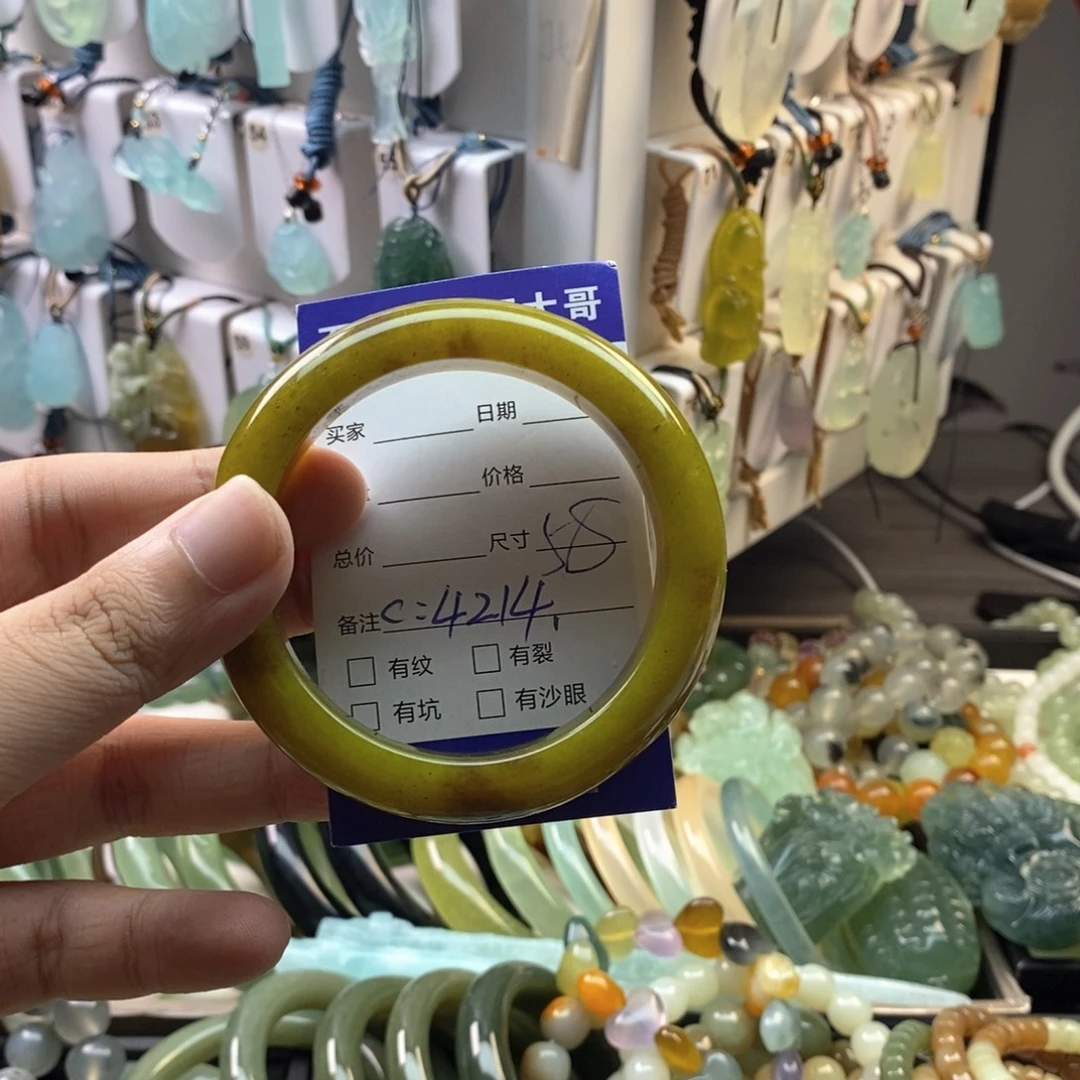 大哥
买家 日期
价格
总价 尺寸 58
备注 C:4214
有纹 有裂
有坑 有沙眼